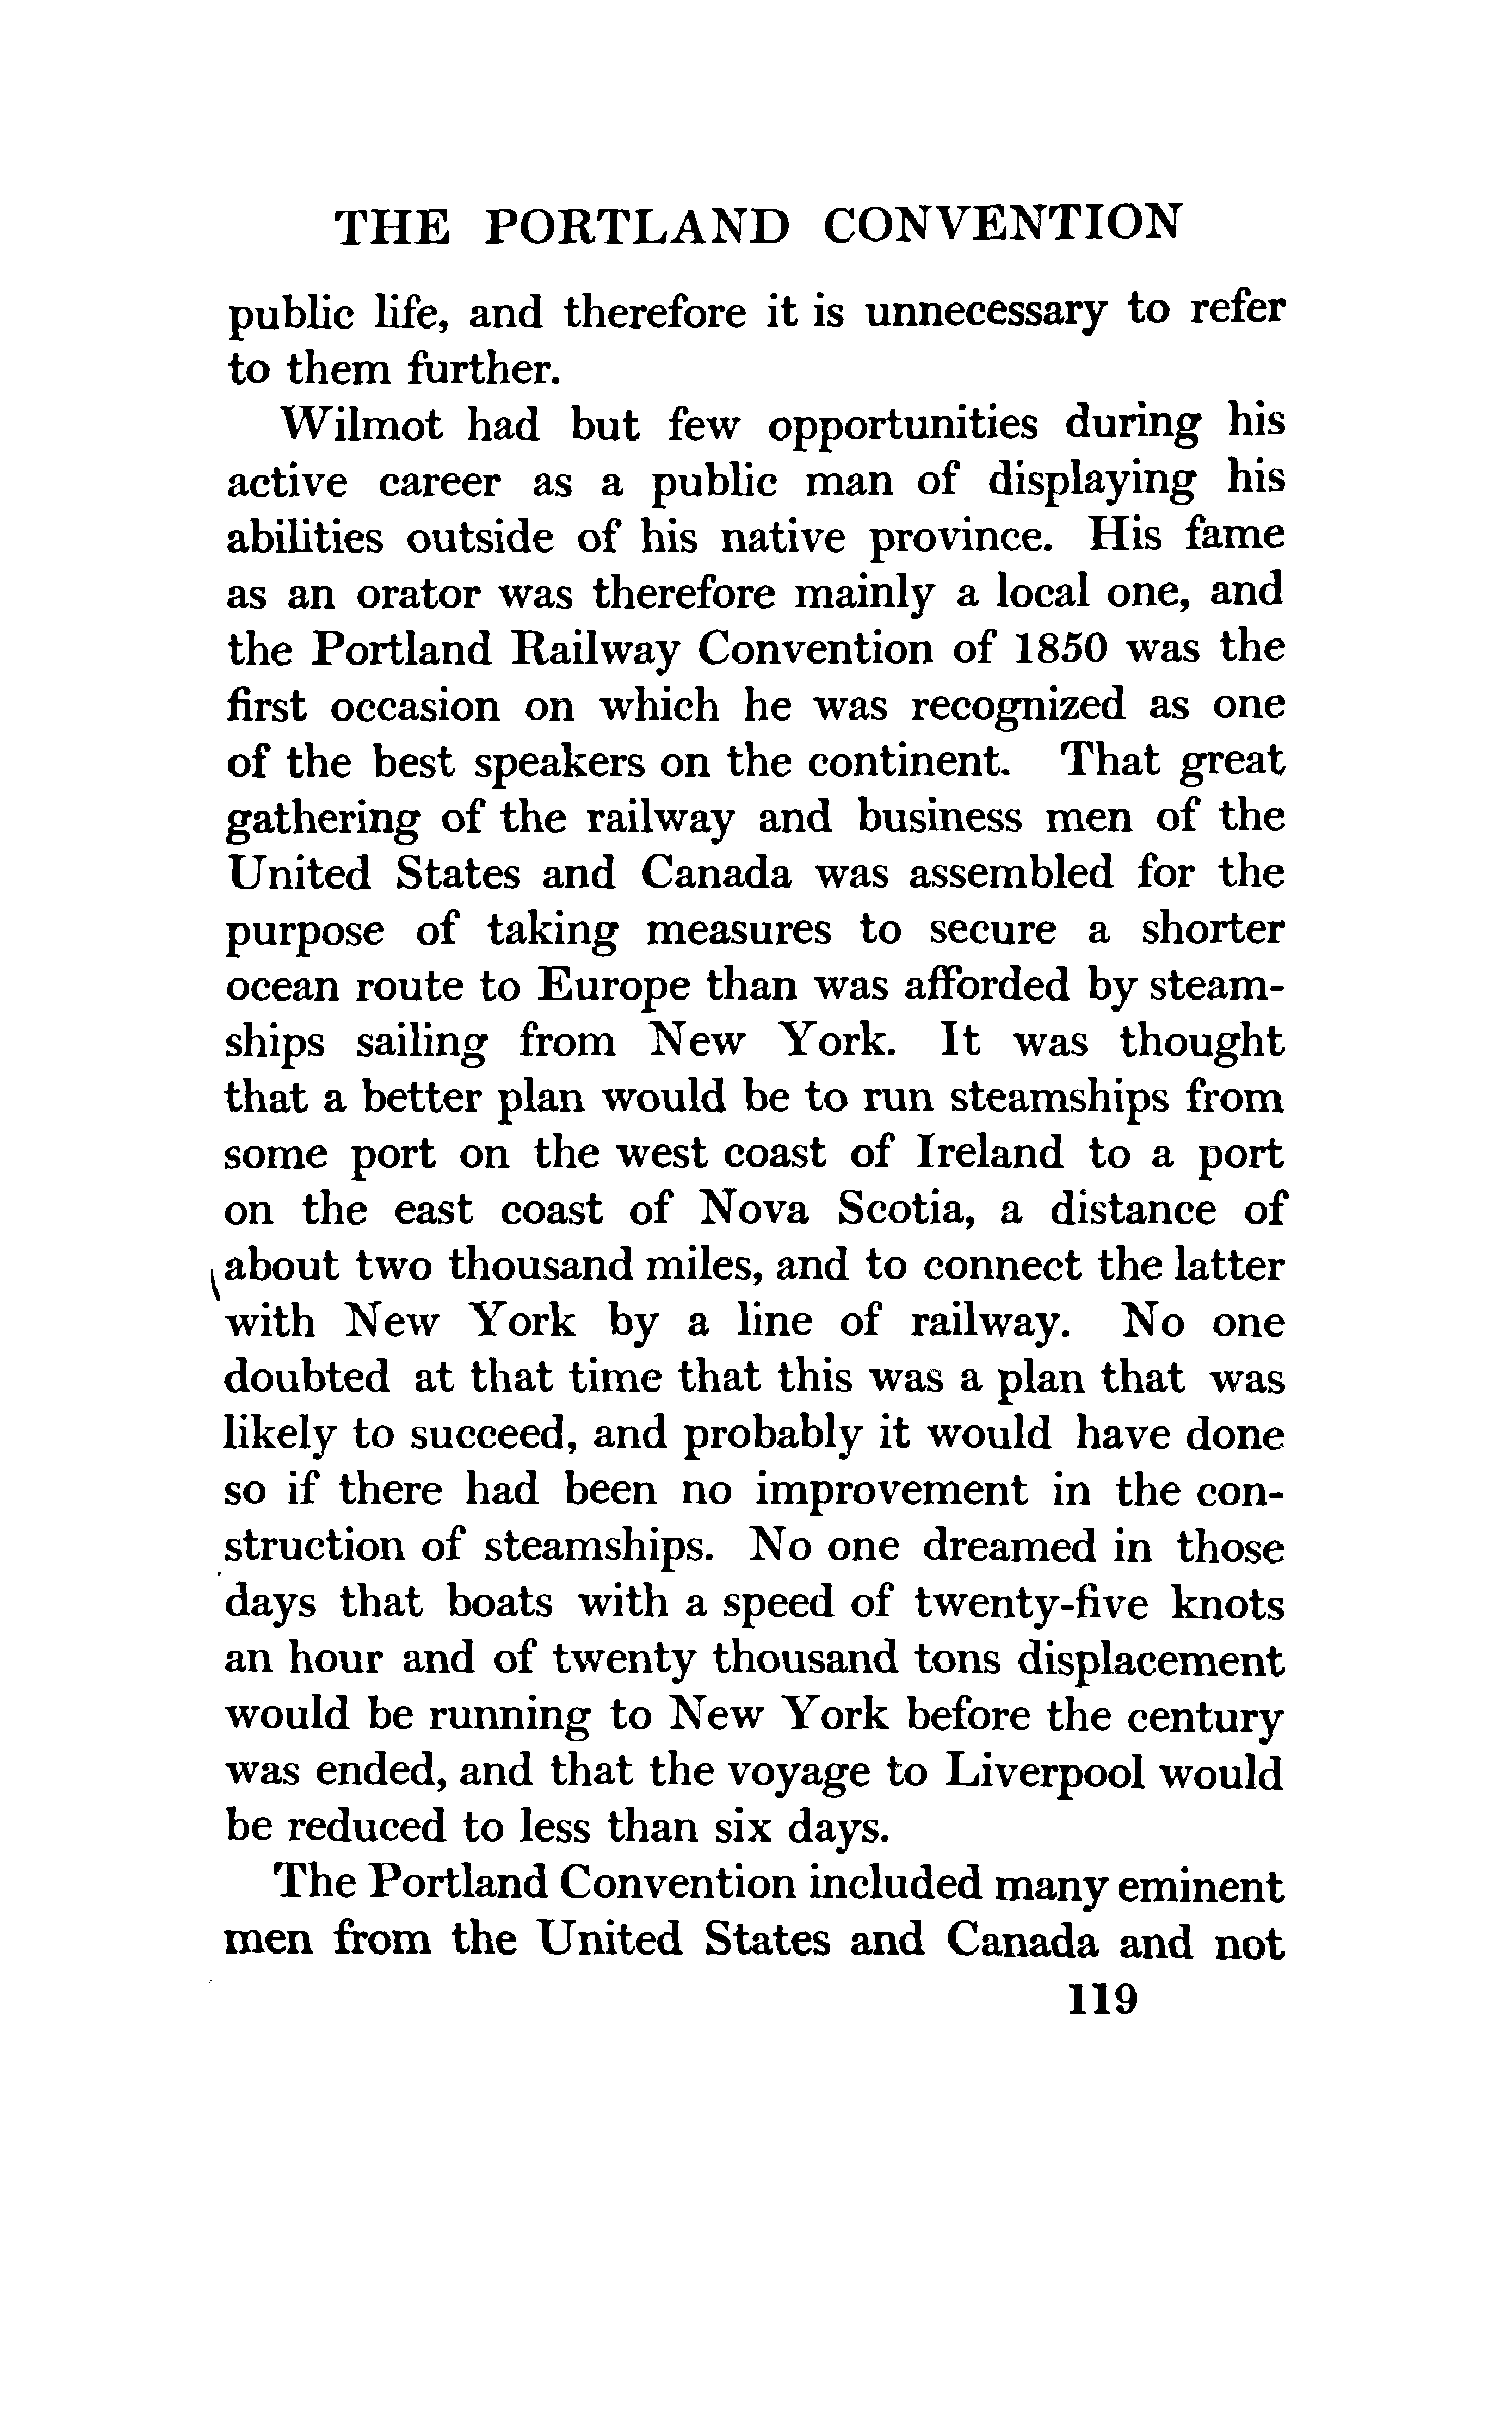 THE PORTLAND CONVENTION
public life, and therefore it is unnecessary to refer
to them further.
Wilmot had but few opportunities during his
active career as a public man of displaying his
abilities outside of his native province. His fame
as an orator was therefore mainly a local one, and
the Portland Railway Convention of 1850 was the
first occasion on which he was recognized as one
of the best speakers on the continent. That great
gathering of the railway and business men of the
United States and Canada was assembled for the
purpose of taking measures to secure a shorter
ocean route to Europe than was afforded by steam-
ships sailing from New York. It was thought
that a better plan would be to run steamships from
some port on the west coast of Ireland to a port
on the east coast of Nova Scotia, a distance of
about two thousand miles, and to connect the latter
with New York by a line of railway. No one
doubted at that time that this was a plan that was
likely to succeed, and probably it would have done
so if there had been no improvement in the con-
struction of steamships. No one dreamed in those
days that boats with a speed of twenty-five knots
an hour and of twenty thousand tons displacement
would be running to New York before the century
was ended, and that the voyage to Liverpool would
be reduced to less than six days.
The Portland Convention included many eminent
men from the United States and Canada and not
119